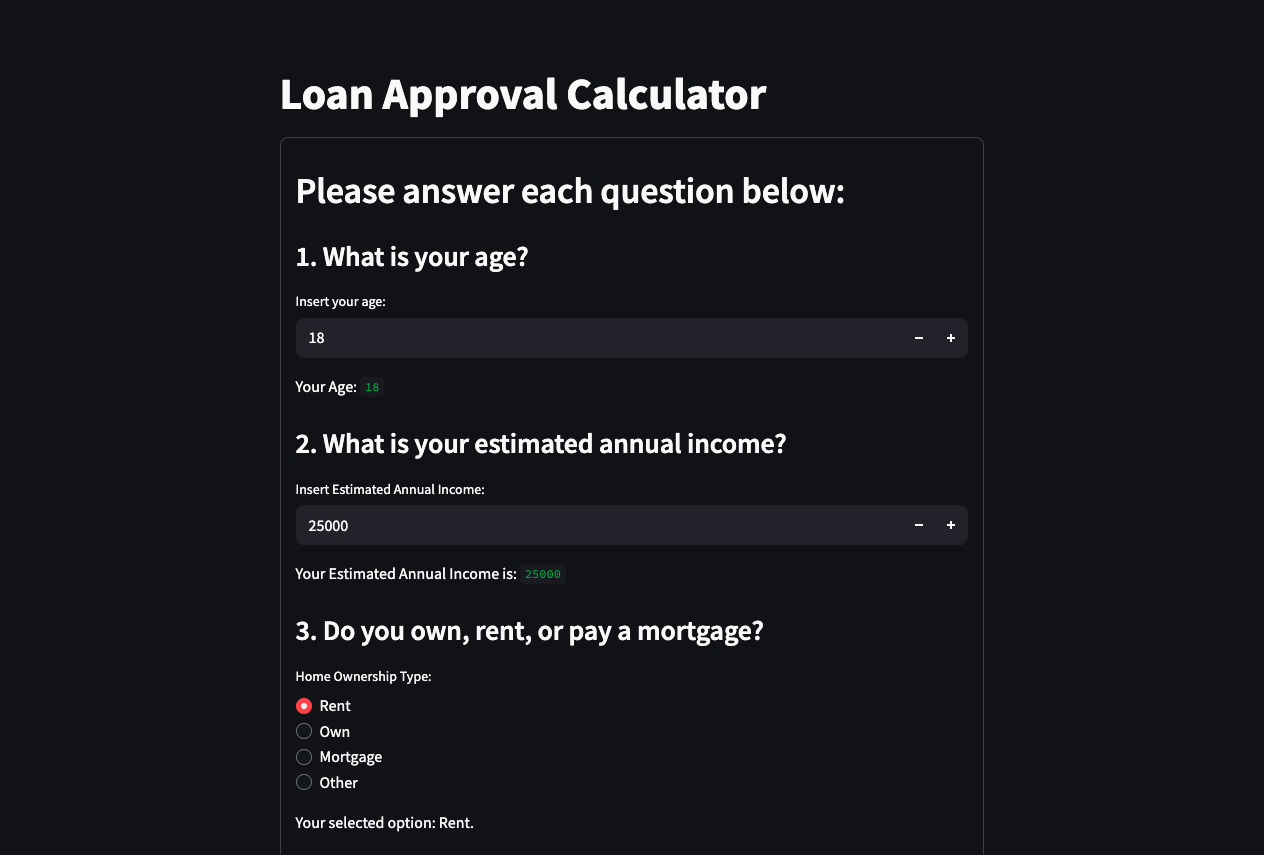 Loan Approval Calculator
Please answer each question below:
1. What is your age?
Insert your age:
18
Your Age: 18
2. What is your estimated annual income?
Insert Estimated Annual Income:
25000
Your Estimated Annual Income is: 25000
3. Do you own, rent, or pay a mortgage?
Home Ownership Type:
Rent
Own
Mortgage
Other
Your selected option: Rent.